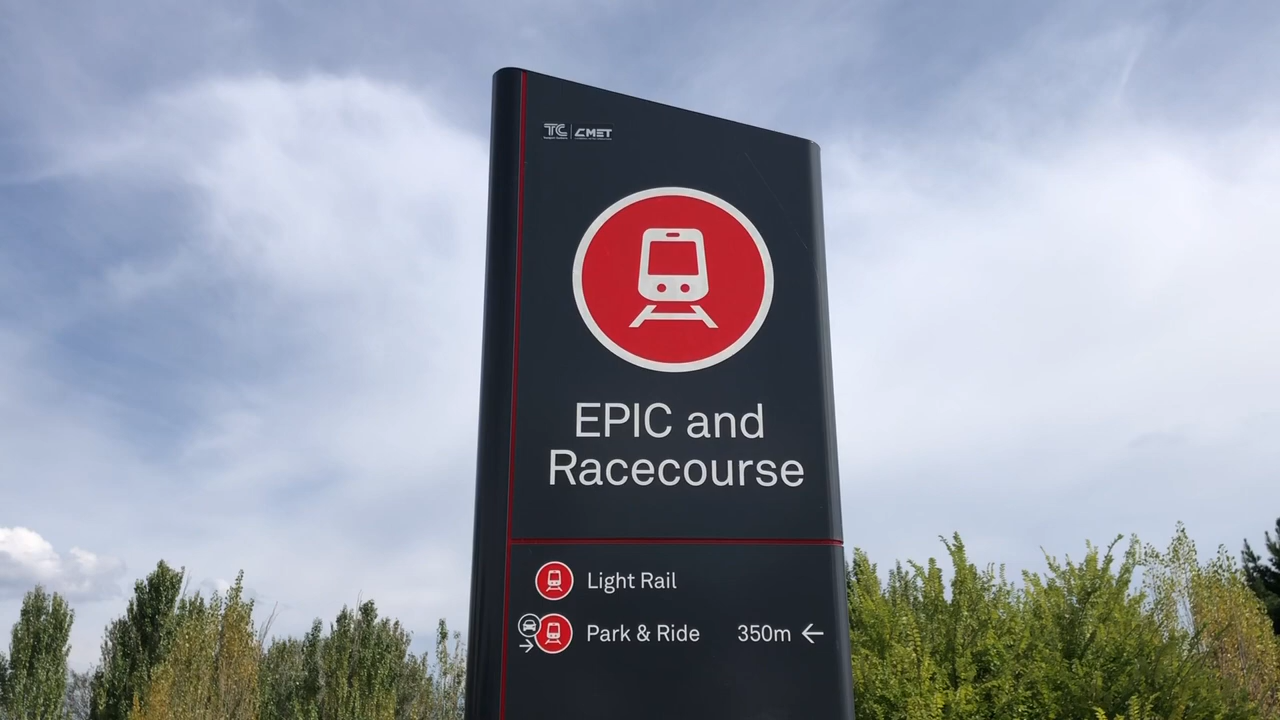 TC CMET
EPIC and
Racecourse
Light Rail
Park & Ride 350m ←